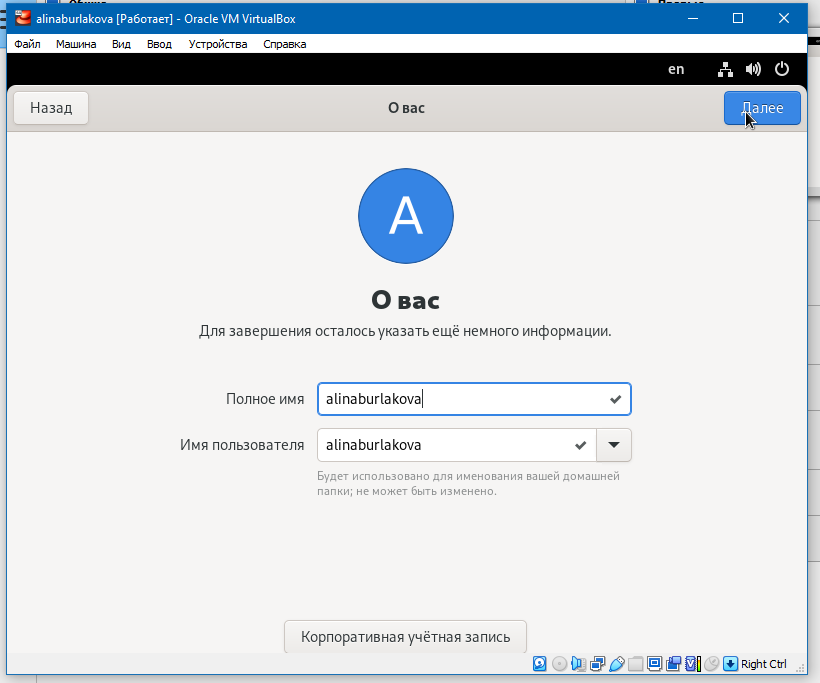 alinaburlakova [Работает] - Oracle VM VirtualBox
Файл Машина Вид Ввод Устройства Справка
en
Назад О вас Далее
A
О вас
Для завершения осталось указать ещё немного информации.
Полное имя alinaburlakova
Имя пользователя alinaburlakova
Будет использовано для именования вашей домашней
папки; не может быть изменено.
Корпоративная учётная запись
Right Ctrl